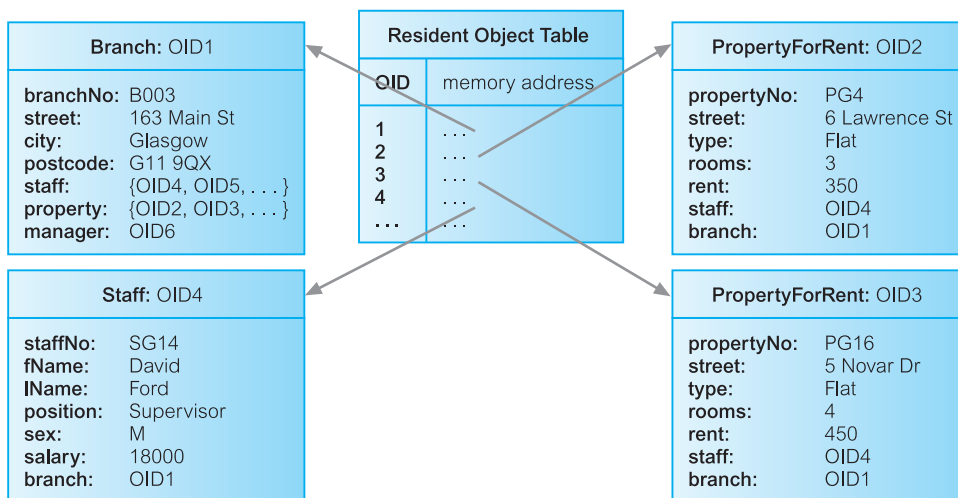 Branch: OID1
branchNo: B003
street: 163 Main St
city: Glasgow
postcode: G11 9QX
staff: {OID4, OID5, . . . }
property: {OID2, OID3, . . . }
manager: OID6
Resident Object Table
OID memory address
1 . . .
2 . . .
3 . . .
4 . . .
. . . . . .
PropertyForRent: OID2
propertyNo: PG4
street: 6 Lawrence St
type: Flat
rooms: 3
rent: 350
staff: OID4
branch: OID1
Staff: OID4
staffNo: SG14
fName: David
lName: Ford
position: Supervisor
sex: M
salary: 18000
branch: OID1
PropertyForRent: OID3
propertyNo: PG16
street: 5 Novar Dr
type: Flat
rooms: 4
rent: 450
staff: OID4
branch: OID1